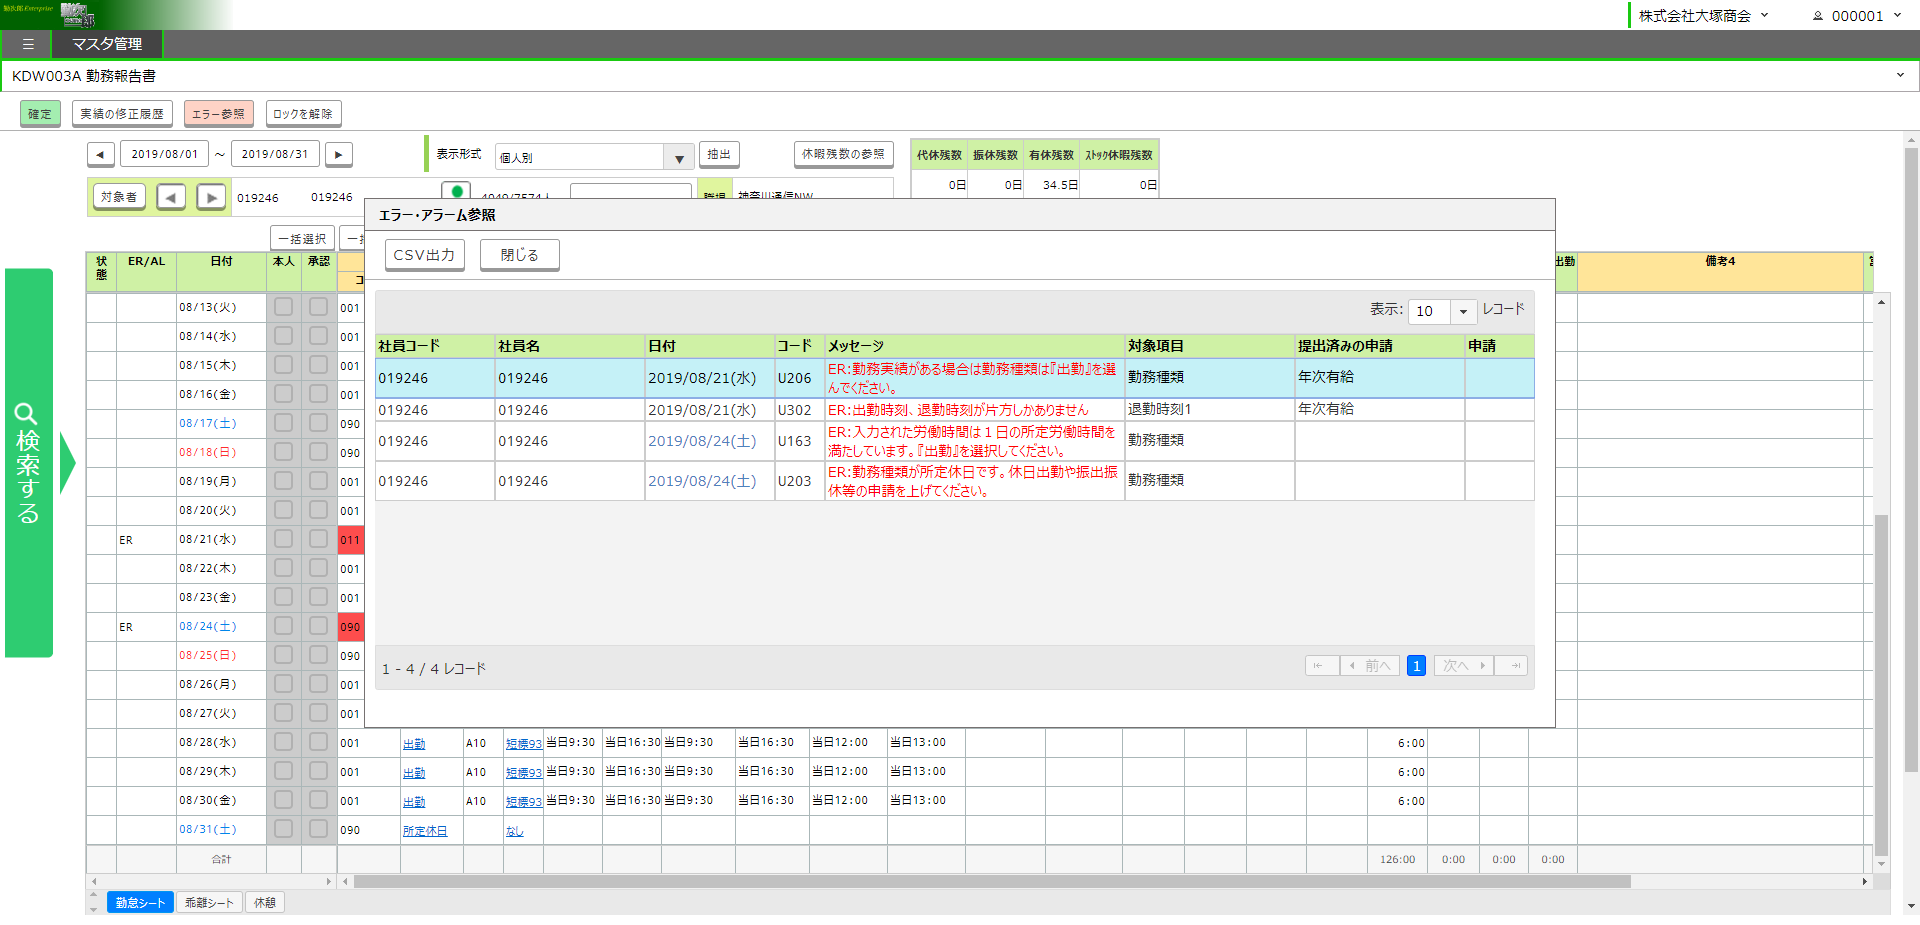 勤次郎Enterprise
株式会社大塚商会
000001
マスタ管理
KDW003A 勤務報告書
確定 実績の修正履歴 エラー参照 ロックを解除
◀ 2019/08/01 ～ 2019/08/31 ▶ 表示形式 個人別 ▼ 抽出 休暇残数の参照
代休残数 振休残数 有休残数 ｽﾄｯｸ休暇残数
0日 0日 34.5日 0日
対象者 ◀ ▶ 019246 019246 4049/7574人 職場 神奈川通信NW
一括選択
状態 ER/AL 日付 本人 承認
出勤 備考4
検索する
エラー・アラーム参照
CSV出力 閉じる
表示: 10 レコード
社員コード 社員名 日付 コード メッセージ 対象項目 提出済みの申請 申請
019246 019246 2019/08/21(水) U206 ER:勤務実績がある場合は勤務種類は『出勤』を選んでください。 勤務種類 年次有給
019246 019246 2019/08/21(水) U302 ER:出勤時刻、退勤時刻が片方しかありません 退勤時刻1 年次有給
019246 019246 2019/08/24(土) U163 ER:入力された労働時間は１日の所定労働時間を満たしています。『出勤』を選択してください。 勤務種類
019246 019246 2019/08/24(土) U203 ER:勤務種類が所定休日です。休日出勤や振出振休等の申請を上げてください。 勤務種類
1 - 4 / 4 レコード
前へ 1 次へ
08/13(火) 001
08/14(水) 001
08/15(木) 001
08/16(金) 001
08/17(土) 090
08/18(日) 090
08/19(月) 001
08/20(火) 001
ER 08/21(水) 011
08/22(木) 001
08/23(金) 001
ER 08/24(土) 090
08/25(日) 090
08/26(月) 001
08/27(火) 001
08/28(水) 001 出勤 A10 短標93 当日9:30 当日16:30 当日9:30 当日16:30 当日12:00 当日13:00 6:00
08/29(木) 001 出勤 A10 短標93 当日9:30 当日16:30 当日9:30 当日16:30 当日12:00 当日13:00 6:00
08/30(金) 001 出勤 A10 短標93 当日9:30 当日16:30 当日9:30 当日16:30 当日12:00 当日13:00 6:00
08/31(土) 090 所定休日 なし
合計 126:00 0:00 0:00 0:00
勤怠シート 乖離シート 休憩